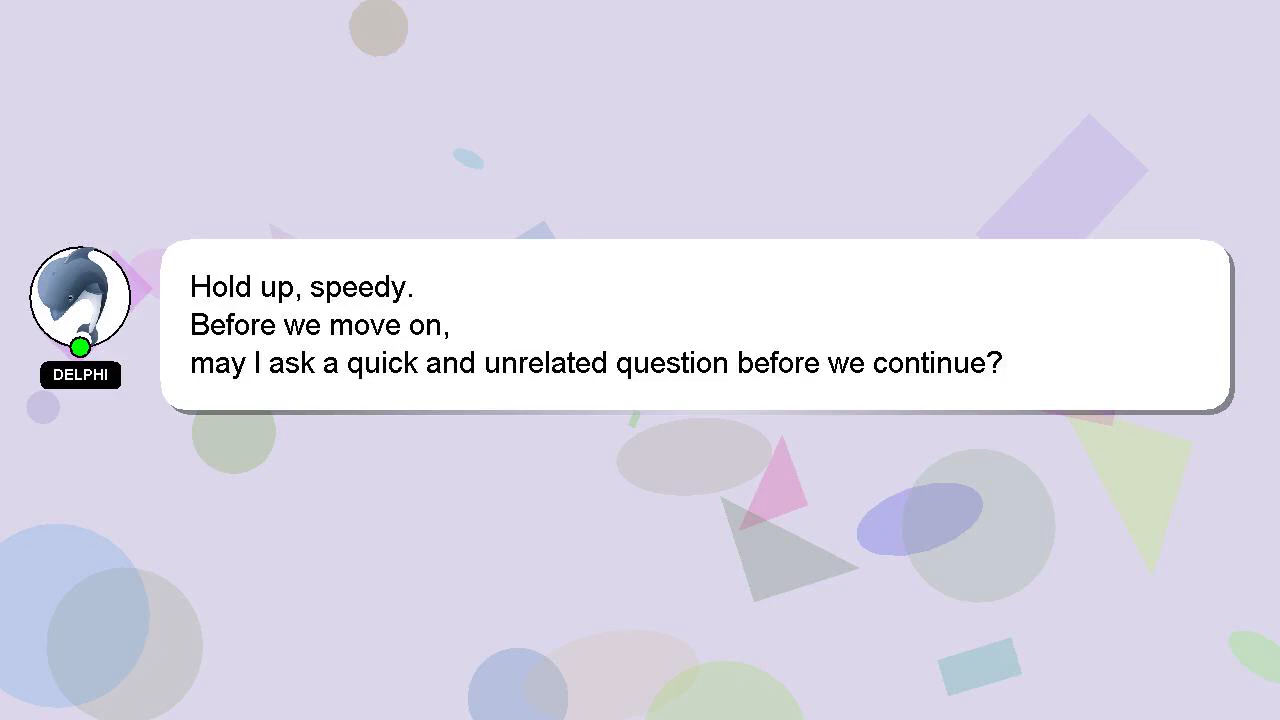 Hold up, speedy.
Before we move on,
may I ask a quick and unrelated question before we continue?
DELPHI